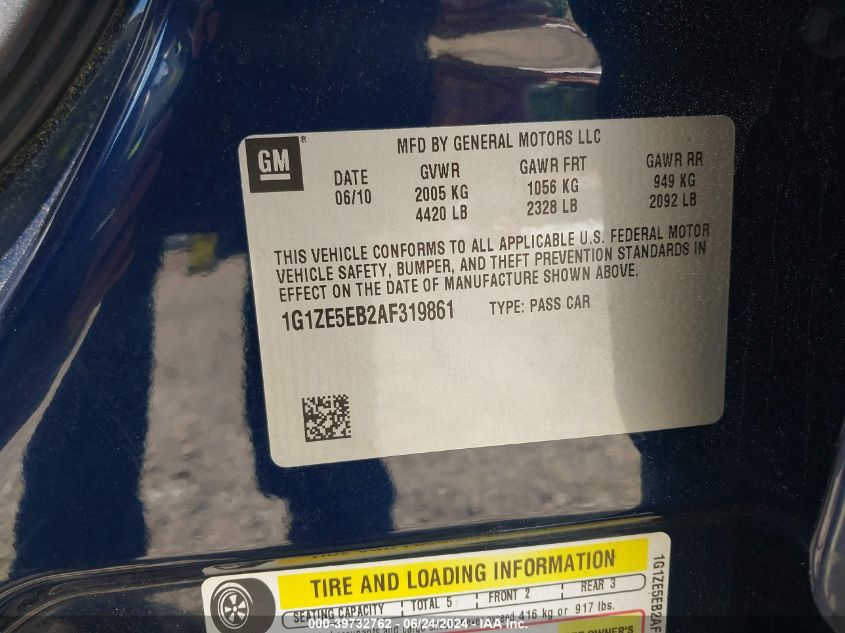 GM®
MFD BY GENERAL MOTORS LLC
DATE GVWR GAWR FRT GAWR RR
06/10 2005 KG 1056 KG 949 KG
4420 LB 2328 LB 2092 LB
THIS VEHICLE CONFORMS TO ALL APPLICABLE U.S. FEDERAL MOTOR
VEHICLE SAFETY, BUMPER, AND THEFT PREVENTION STANDARDS IN
EFFECT ON THE DATE OF MANUFACTURE SHOWN ABOVE.
1G1ZE5EB2AF319861 TYPE: PASS CAR
TIRE AND LOADING INFORMATION
SEATING CAPACITY TOTAL 5 FRONT 2 REAR 3
exceed 416 kg or 917 lbs.
OWNER'S
1G1ZE5EB2AF
000-39732762 - 06/24/2024 - IAA Inc.